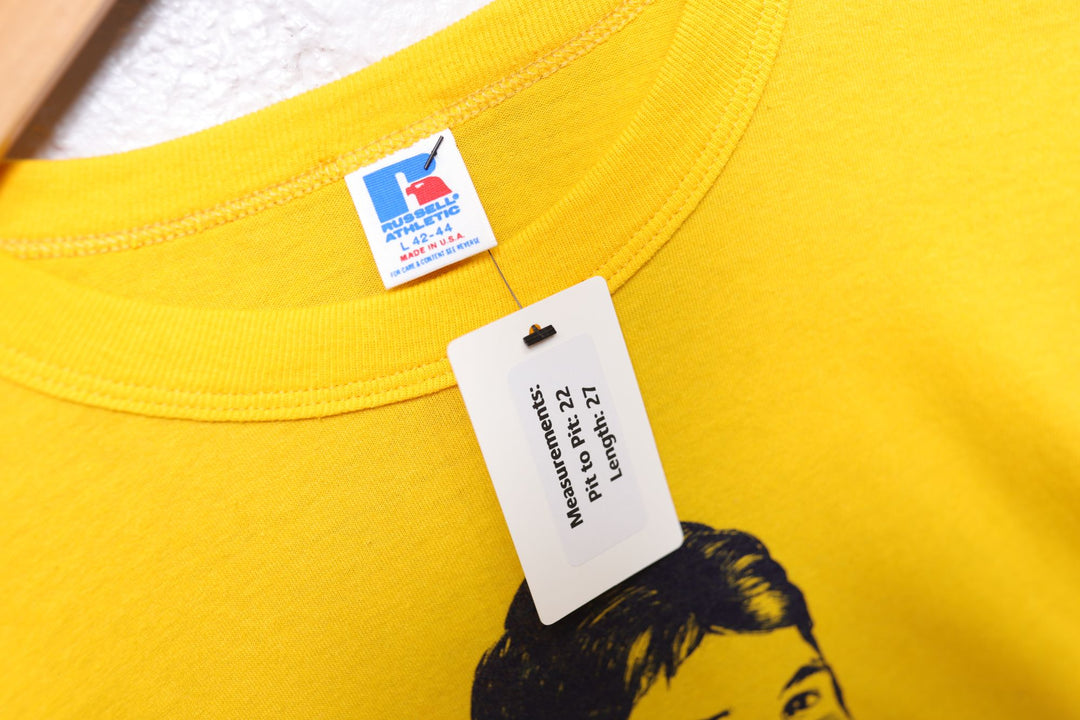 RUSSELL®
ATHLETIC
L 42-44
MADE IN U.S.A.
FOR CARE & CONTENT SEE REVERSE
Measurements:
Pit to Pit: 22
Length: 27